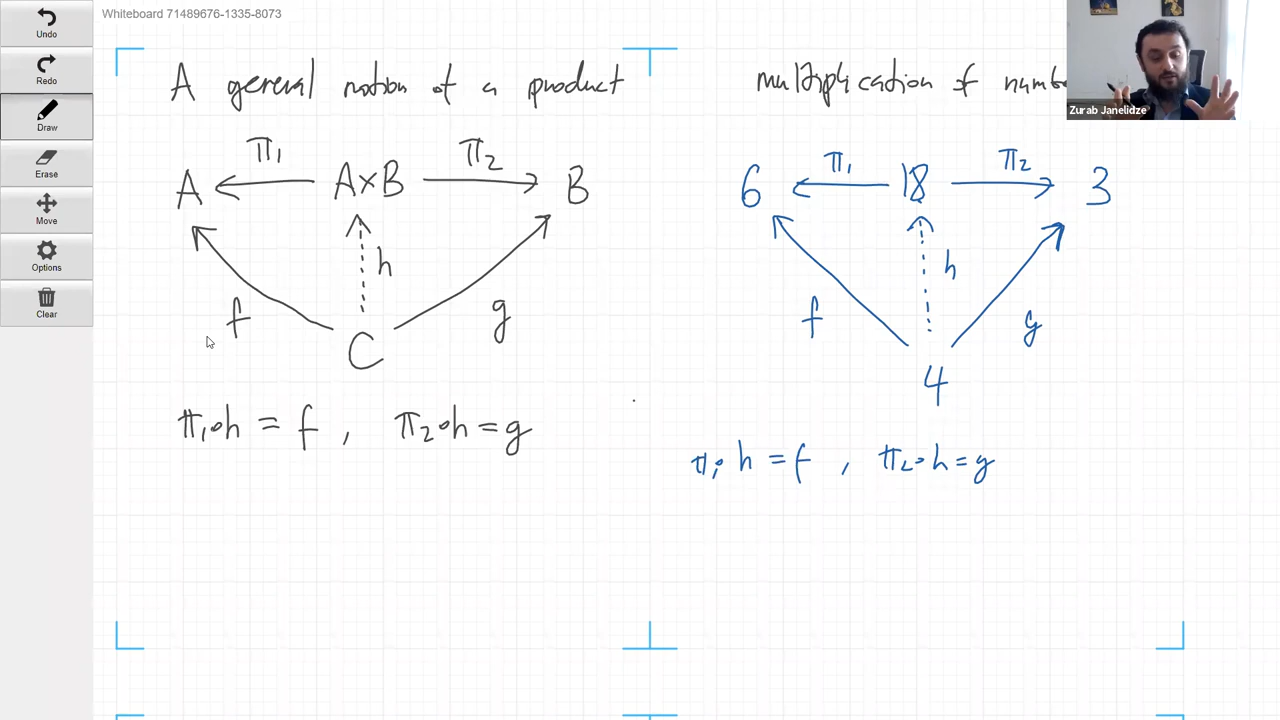 Whiteboard 71489676-1335-8073
Undo
Redo
Draw
Erase
Move
Options
Clear
A general notion of a product
π₁ π₂
A A×B B
h
f g
C
π₁∘h = f , π₂∘h = g
multiplication of numbe
π₁ π₂
6 18 3
h
f g
4
π₁∘h = f , π₂∘h = g
Zurab Janelidze